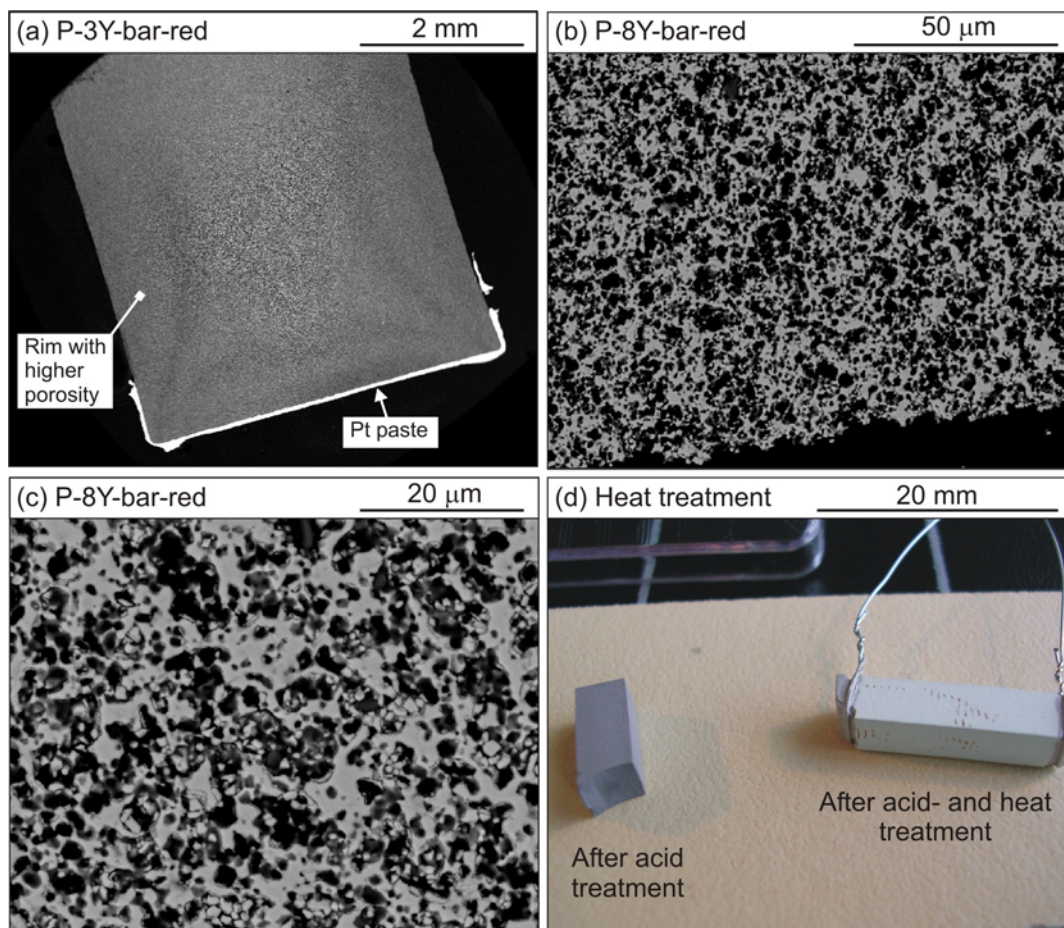 (a) P-3Y-bar-red
2 mm
Rim with
higher
porosity
Pt paste
(b) P-8Y-bar-red
50 μm
(c) P-8Y-bar-red
20 μm
(d) Heat treatment
20 mm
After acid
treatment
After acid- and heat
treatment